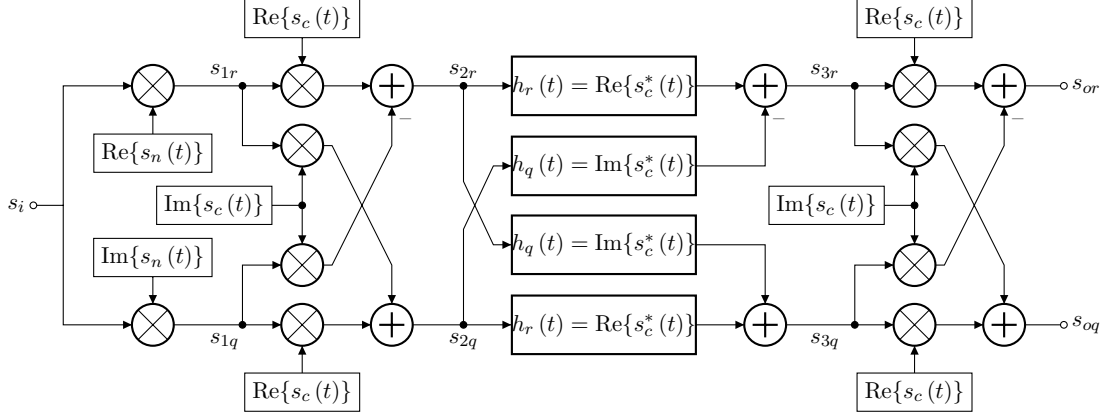 Re{s_c (t)}
Re{s_c (t)}
s_{1r}
s_{2r}
h_r (t) = Re{s_c^* (t)}
s_{3r}
s_{or}
−
−
−
Re{s_n (t)}
h_q (t) = Im{s_c^* (t)}
s_i
Im{s_c (t)}
Im{s_c (t)}
Im{s_n (t)}
h_q (t) = Im{s_c^* (t)}
s_{1q}
s_{2q}
h_r (t) = Re{s_c^* (t)}
s_{3q}
s_{oq}
Re{s_c (t)}
Re{s_c (t)}